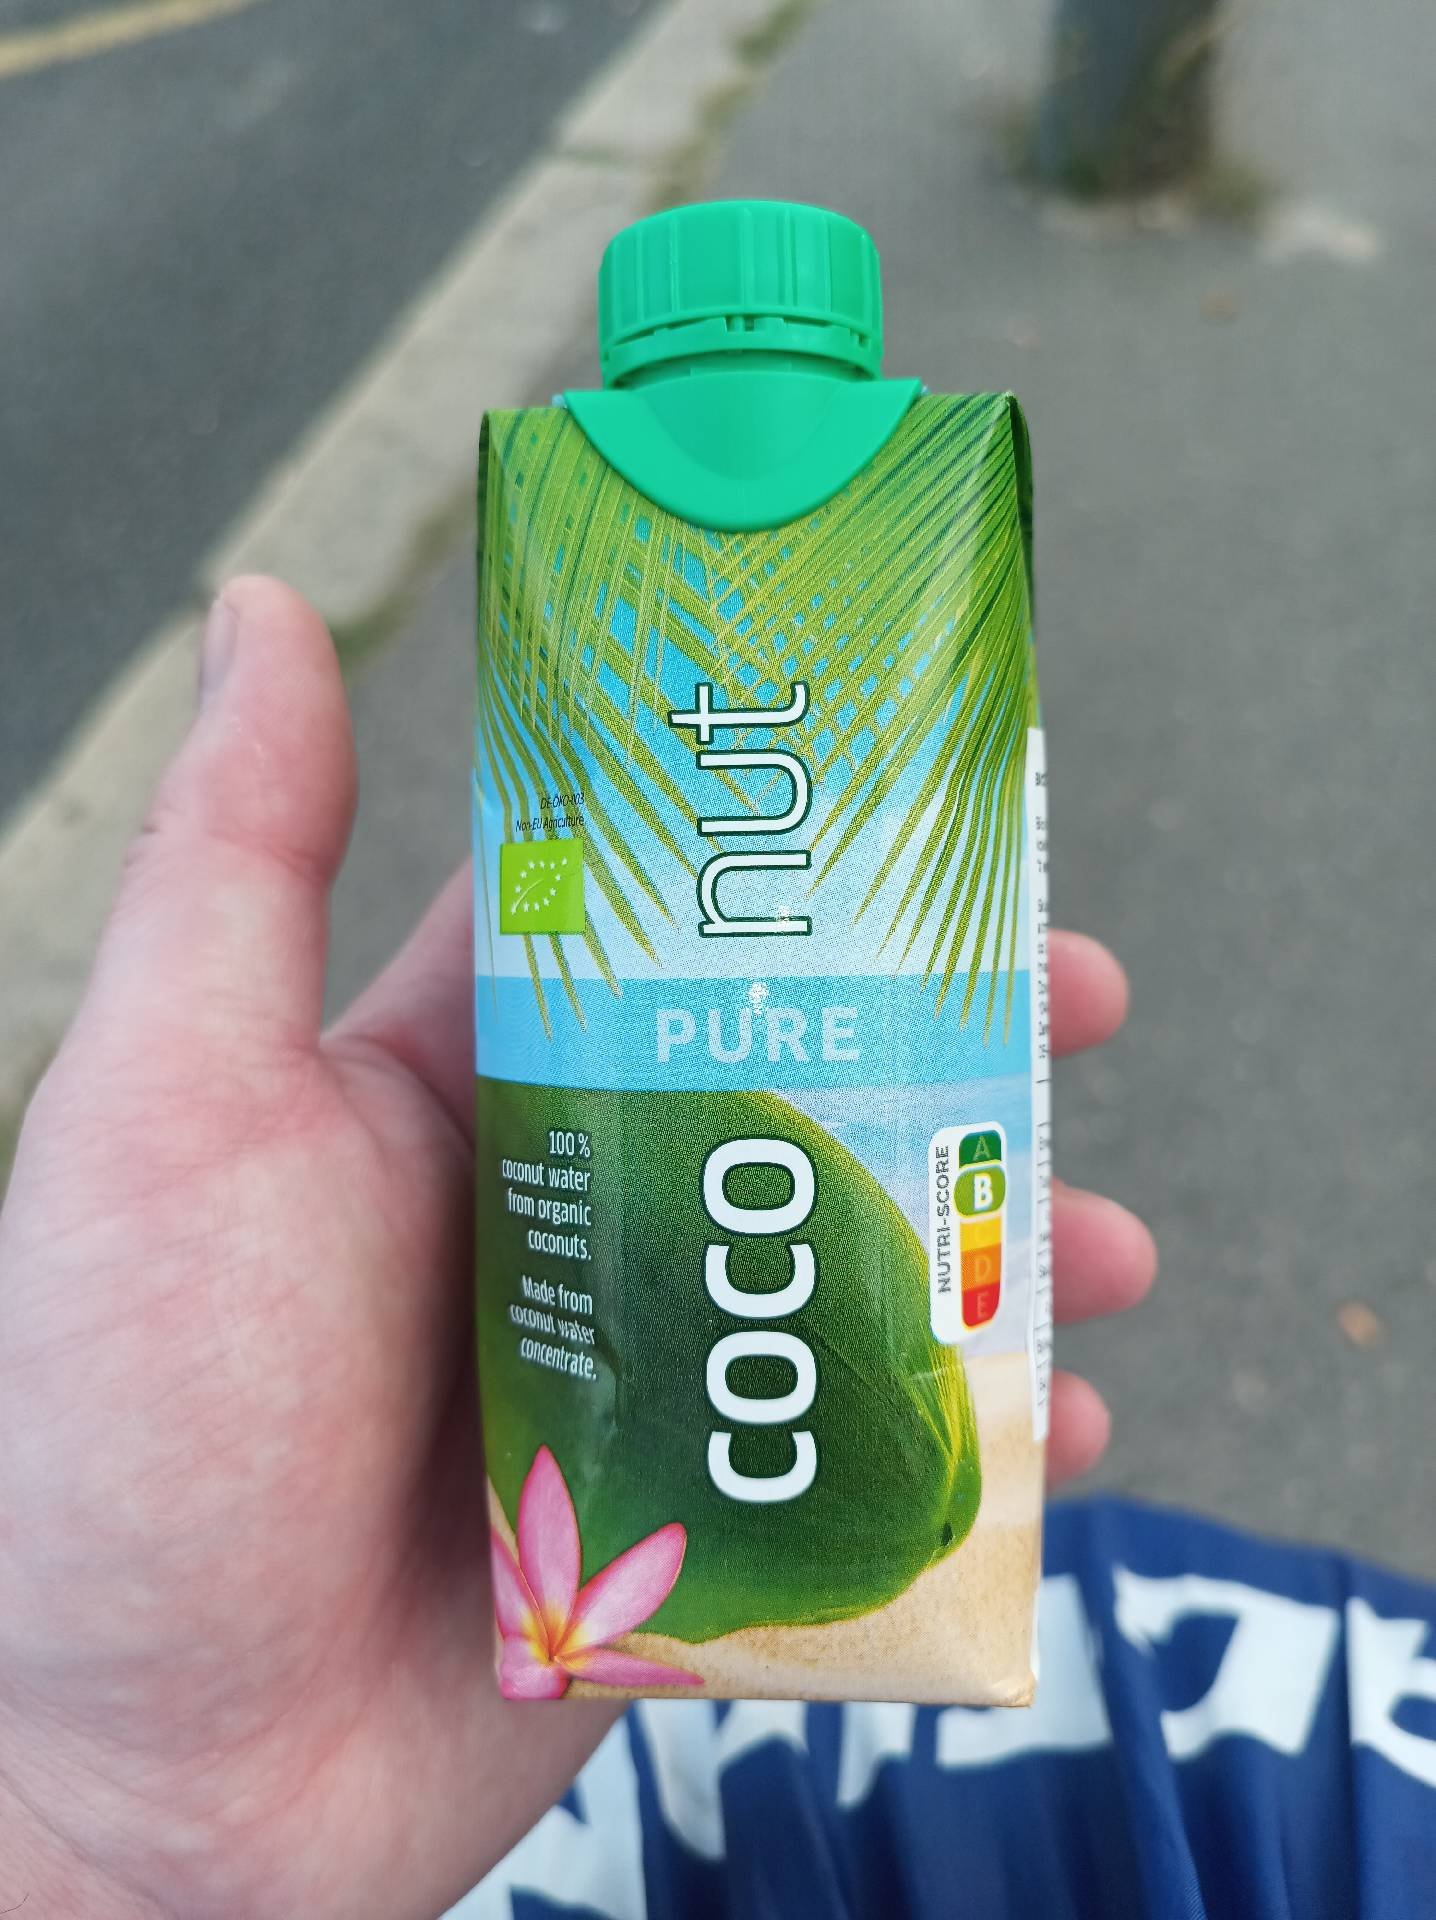 DE-ÖKO-003
Non-EU Agriculture
nut
PURE
coco
100 %
coconut water
from organic
coconuts.
Made from
coconut water
concentrate.
NUTRI-SCORE
A
B
C
D
E